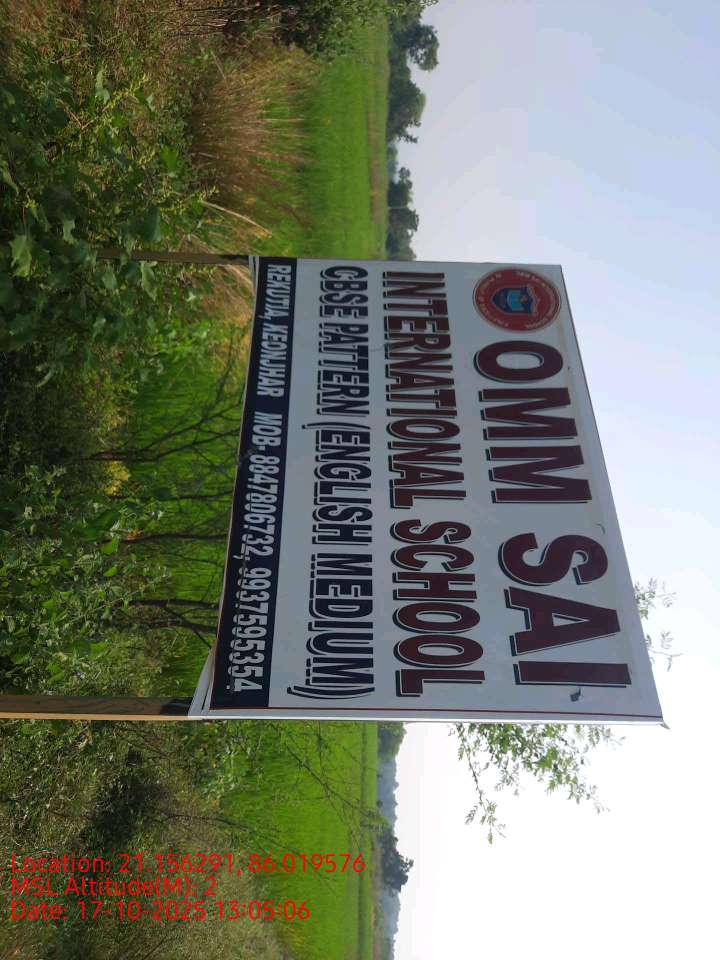 OMM SAI
INTERNATIONAL SCHOOL
CBSE PATTERN (ENGLISH MEDIUM)
REKUTIA, KEONJHAR MOB- 8847806732, 9937595354
Location: 21.156291, 86.019576
MSL Attitude(M): 2
Date: 17-10-2025 13:05:06